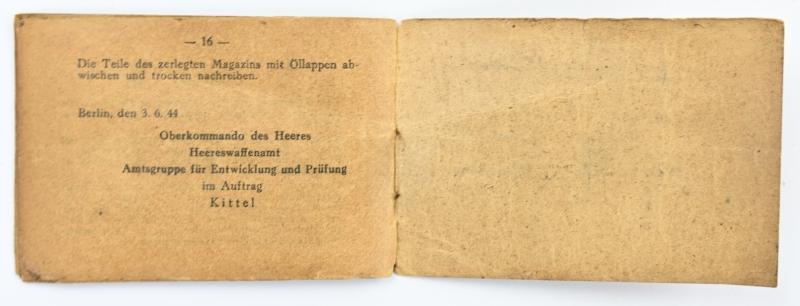 — 16 —
Die Teile des zerlegten Magazins mit Öllappen ab-
wischen und trocken nachreiben.
Berlin, den 3. 6. 44
Oberkommando des Heeres
Heereswaffenamt
Amtsgruppe für Entwicklung und Prüfung
im Auftrag
Kittel